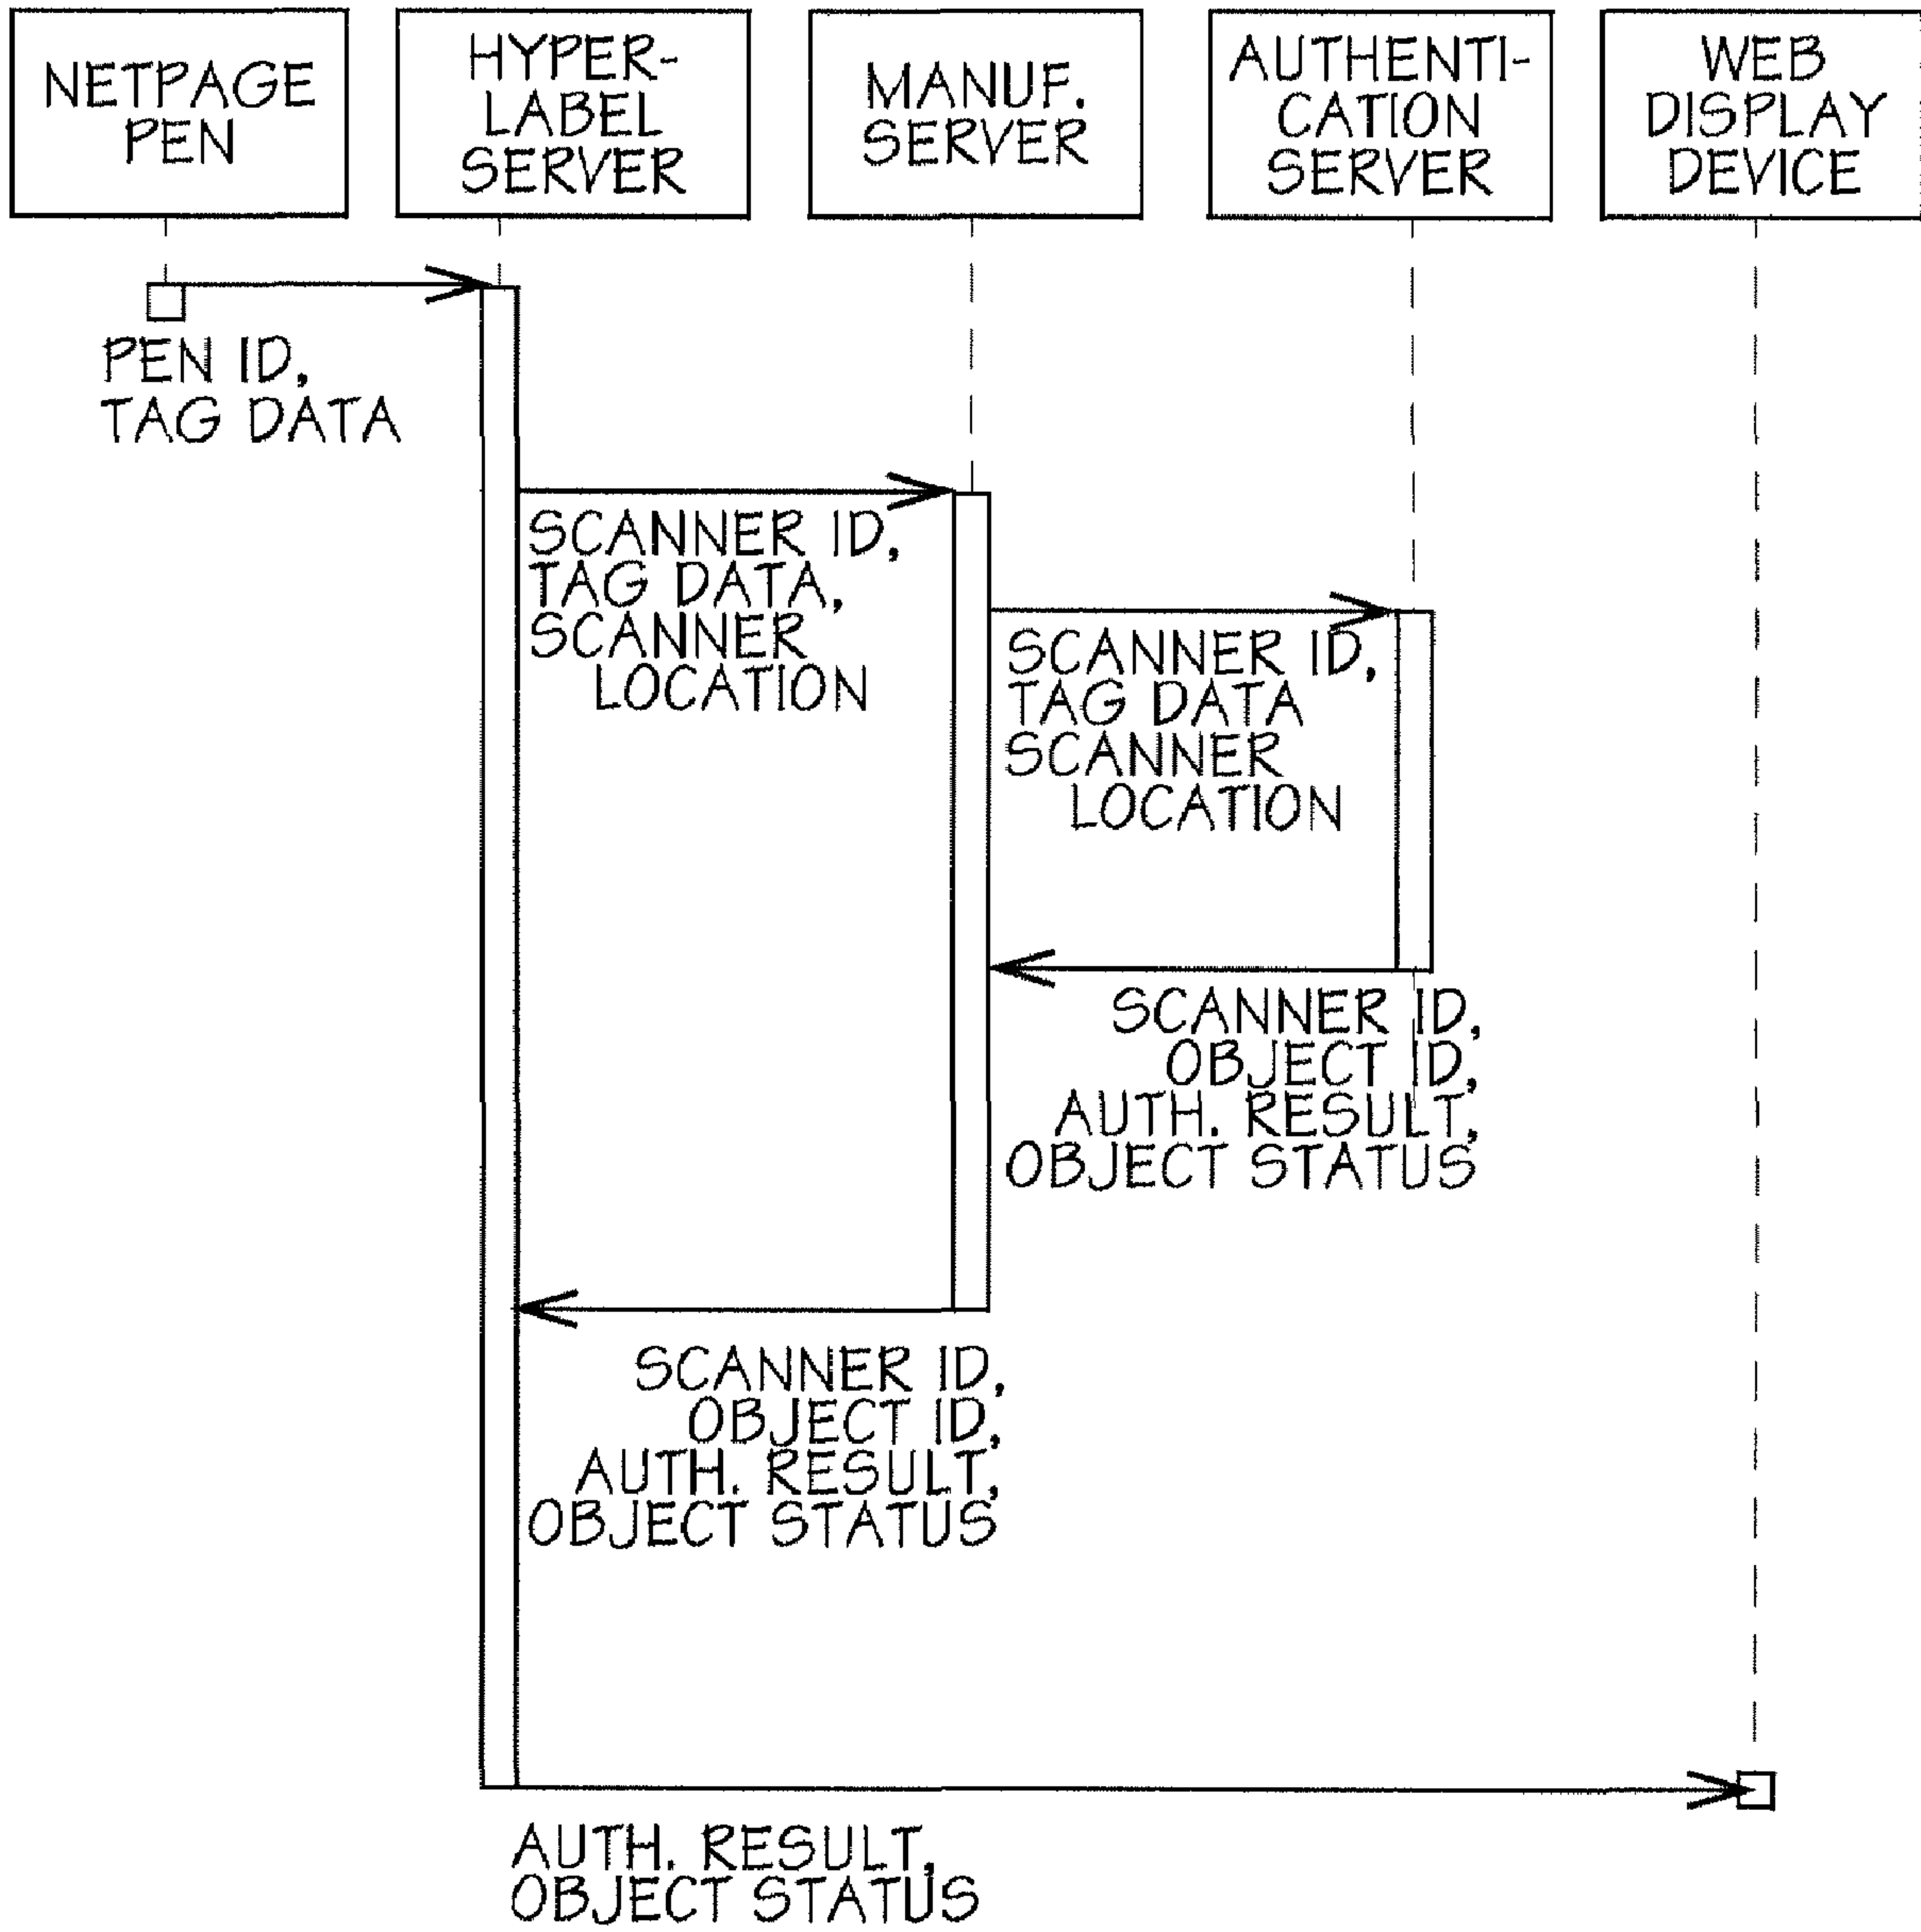 NETPAGE
PEN
HYPER-
LABEL
SERVER
MANUF.
SERVER
AUTHENTI-
CATION
SERVER
WEB
DISPLAY
DEVICE
PEN ID,
TAG DATA
SCANNER ID,
TAG DATA,
SCANNER
LOCATION
SCANNER ID,
TAG DATA
SCANNER
LOCATION
SCANNER ID,
OBJECT ID,
AUTH. RESULT,
OBJECT STATUS
SCANNER ID,
OBJECT ID,
AUTH. RESULT,
OBJECT STATUS
AUTH. RESULT,
OBJECT STATUS